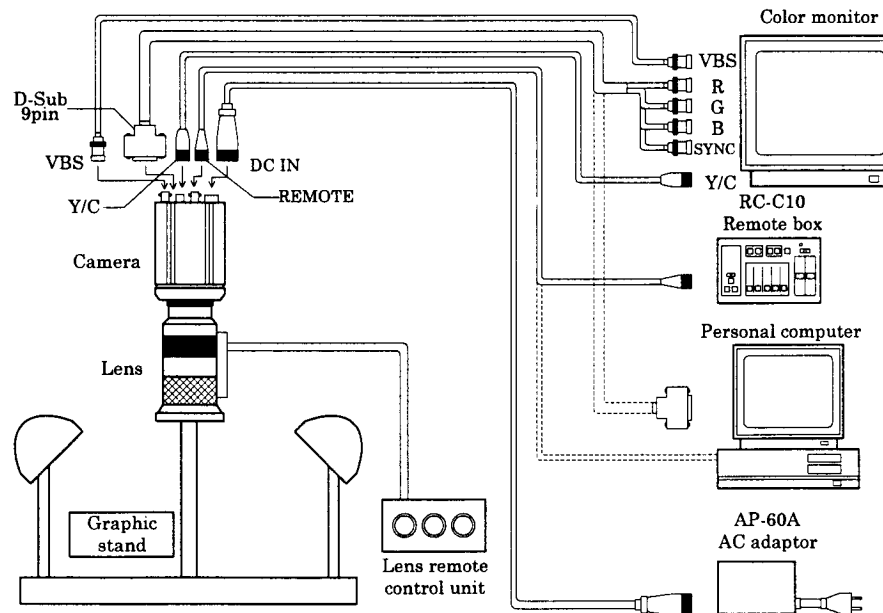 Color monitor
D-Sub
9pin
VBS
Y/C
DC IN
REMOTE
VBS
R
G
B
SYNC
Y/C
Camera
RC-C10
Remote box
Lens
Personal computer
Graphic
stand
Lens remote
control unit
AP-60A
AC adaptor